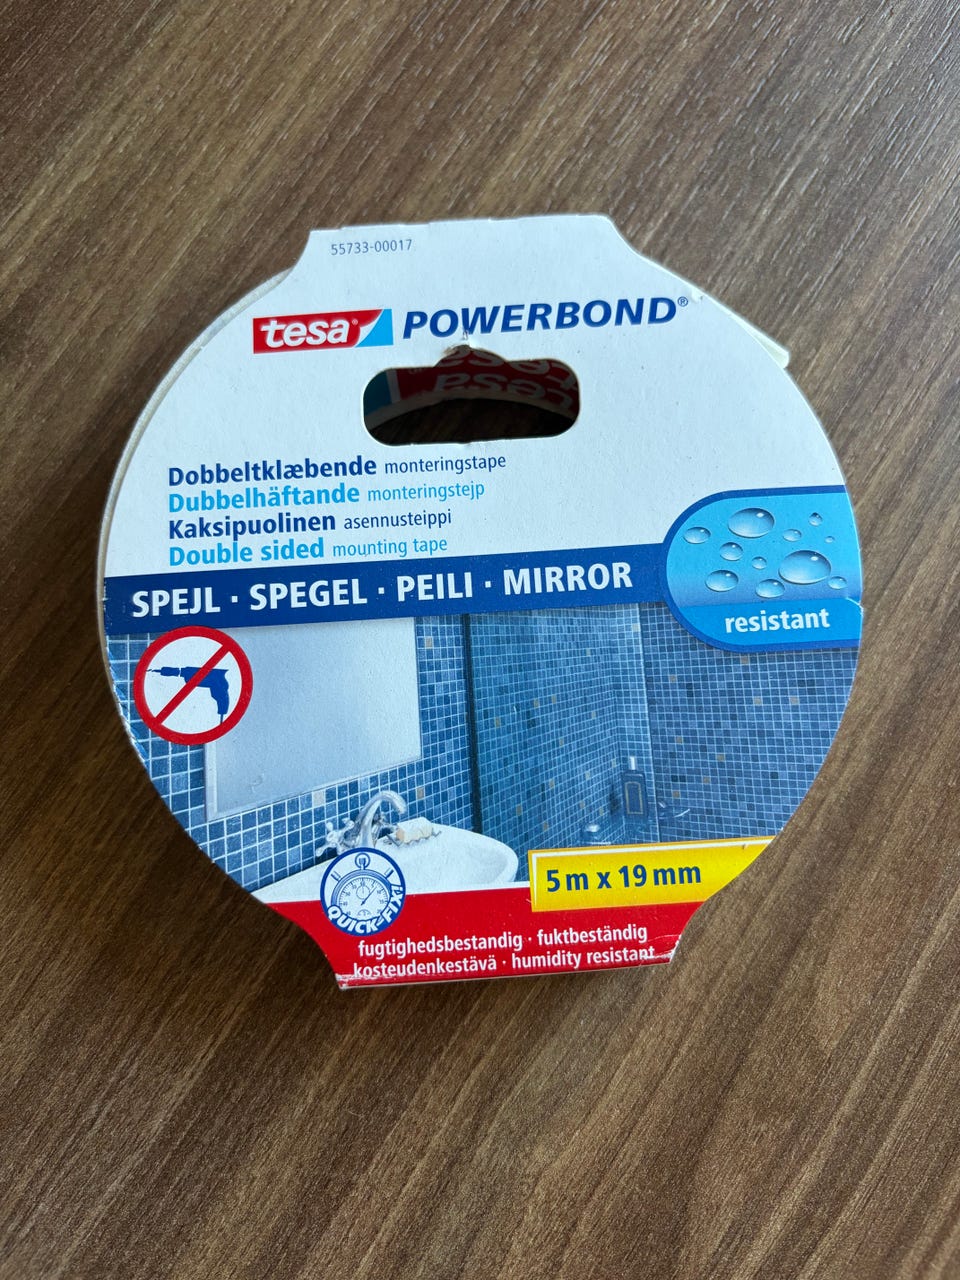 55733-00017
tesa® POWERBOND®
tesa
Dobbeltklæbende monteringstape
Dubbelhäftande monteringstejp
Kaksipuolinen asennusteippi
Double sided mounting tape
SPEJL · SPEGEL · PEILI · MIRROR
resistant
5 m x 19 mm
QUICK-FIX!
fugtighedsbestandig · fuktbeständig
kosteudenkestävä · humidity resistant